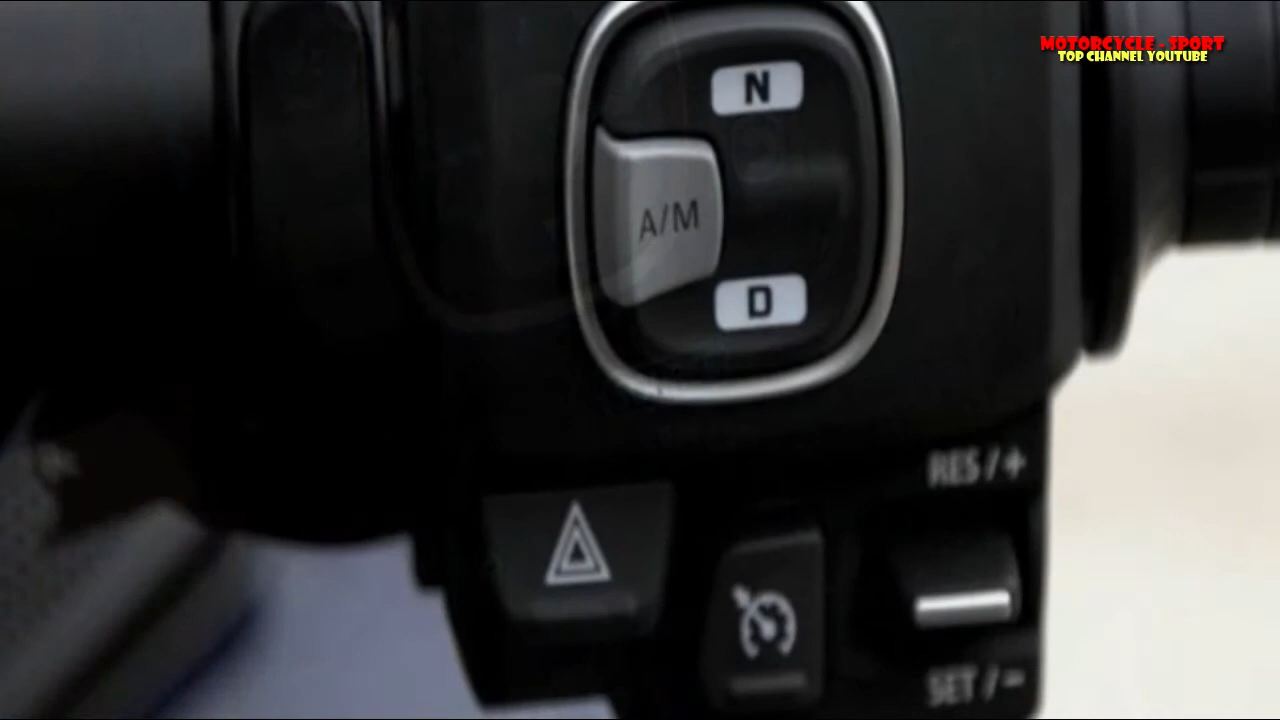 MOTORCYCLE - SPORT
TOP CHANNEL YOUTUBE
N
A/M
D
RES / +
SET / -